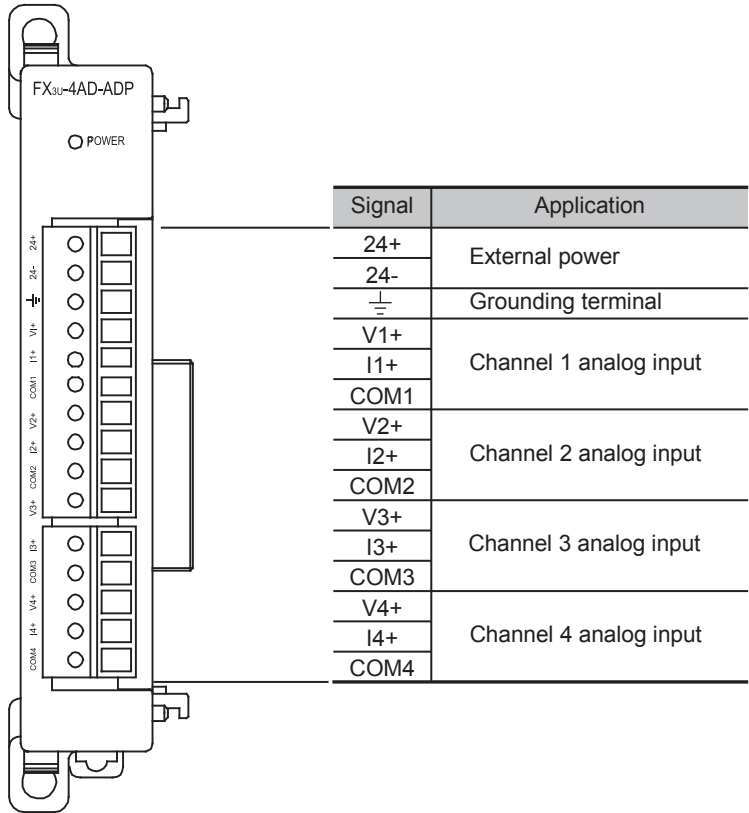 FX3U-4AD-ADP
POWER
24+
24-
V1+
I1+
COM1
V2+
I2+
COM2
V3+
I3+
COM3
V4+
I4+
COM4
Signal Application
24+
External power
24-
⏚ Grounding terminal
V1+
I1+ Channel 1 analog input
COM1
V2+
I2+ Channel 2 analog input
COM2
V3+
I3+ Channel 3 analog input
COM3
V4+
I4+ Channel 4 analog input
COM4